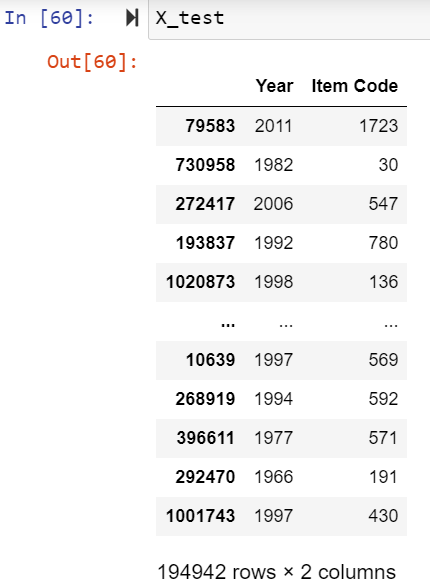 In [60]: X_test
Out[60]:
Year Item Code
79583 2011 1723
730958 1982 30
272417 2006 547
193837 1992 780
1020873 1998 136
... ... ...
10639 1997 569
268919 1994 592
396611 1977 571
292470 1966 191
1001743 1997 430
194942 rows × 2 columns